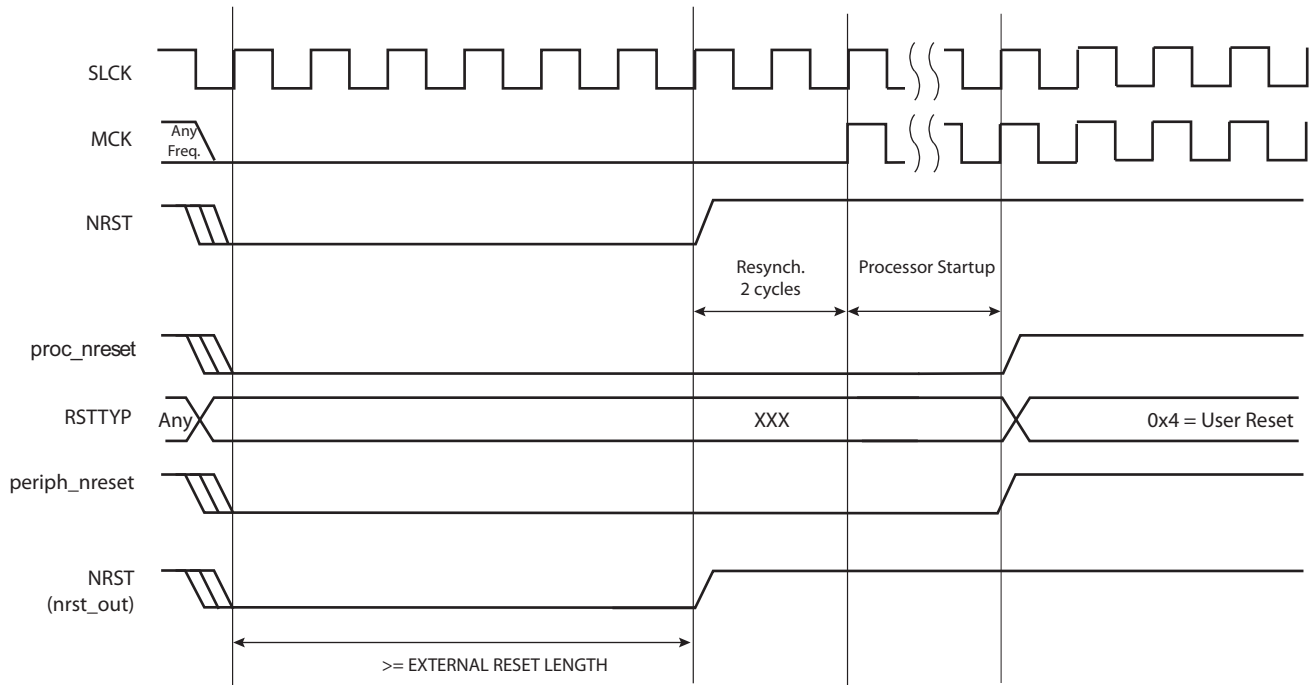 SLCK
MCK
Any
Freq.
NRST
Resynch.
2 cycles
Processor Startup
proc_nreset
RSTTYP
Any
XXX
0x4 = User Reset
periph_nreset
NRST
(nrst_out)
>= EXTERNAL RESET LENGTH